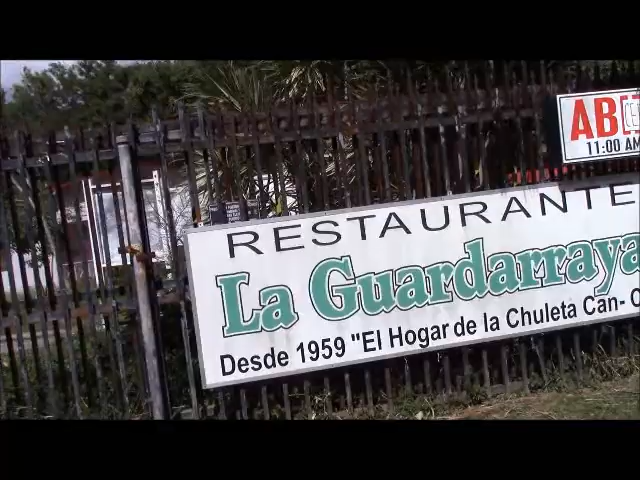 AB
11:00 AM
RESTAURANTE
La Guardarraya
Desde 1959 "El Hogar de la Chuleta Can-